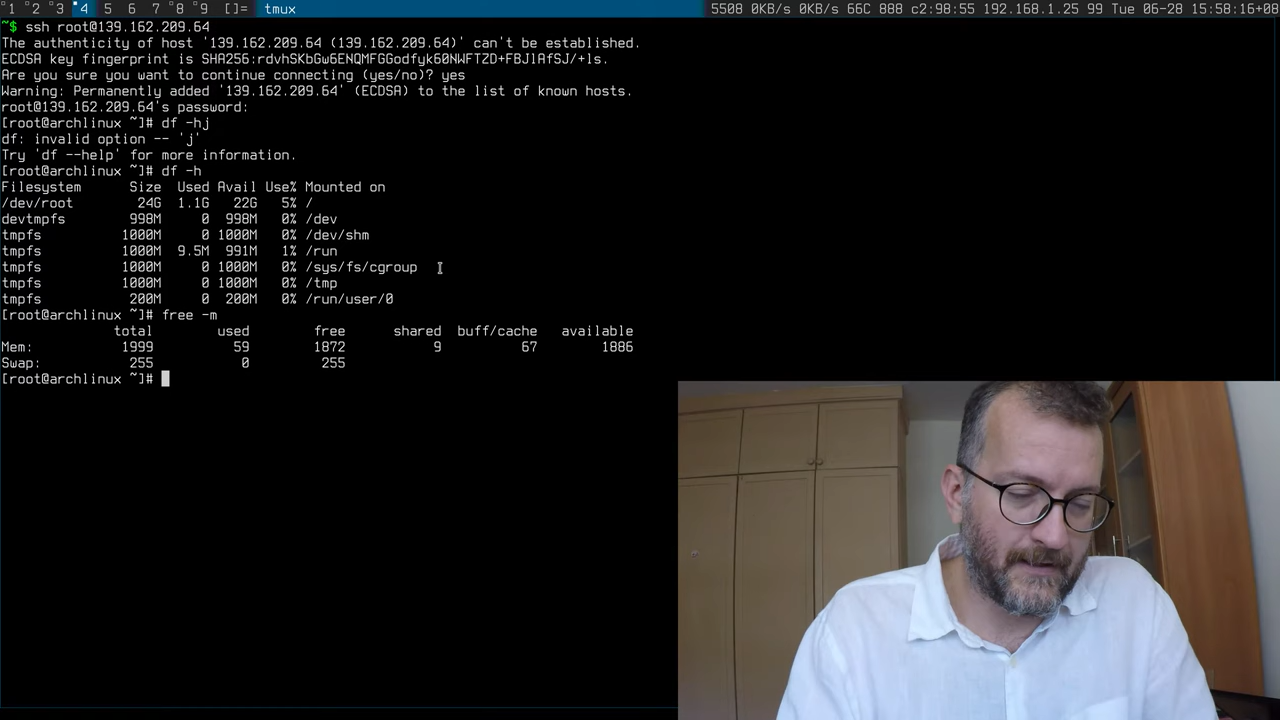 1 2 3 4 5 6 7 8 9 []= tmux 5508 0KB/s 0KB/s 66C 888 c2:98:55 192.168.1.25 99 Tue 06-28 15:58:16+08
~$ ssh root@139.162.209.64
The authenticity of host '139.162.209.64 (139.162.209.64)' can't be established.
ECDSA key fingerprint is SHA256:rdvhSKbGw6ENQMFGGodfyk60NWFTZD+FBJlAfSJ/+ls.
Are you sure you want to continue connecting (yes/no)? yes
Warning: Permanently added '139.162.209.64' (ECDSA) to the list of known hosts.
root@139.162.209.64's password:
[root@archlinux ~]# df -hj
df: invalid option -- 'j'
Try 'df --help' for more information.
[root@archlinux ~]# df -h
Filesystem Size Used Avail Use% Mounted on
/dev/root 24G 1.1G 22G 5% /
devtmpfs 998M 0 998M 0% /dev
tmpfs 1000M 0 1000M 0% /dev/shm
tmpfs 1000M 9.5M 991M 1% /run
tmpfs 1000M 0 1000M 0% /sys/fs/cgroup
tmpfs 1000M 0 1000M 0% /tmp
tmpfs 200M 0 200M 0% /run/user/0
[root@archlinux ~]# free -m
total used free shared buff/cache available
Mem: 1999 59 1872 9 67 1886
Swap: 255 0 255
[root@archlinux ~]#